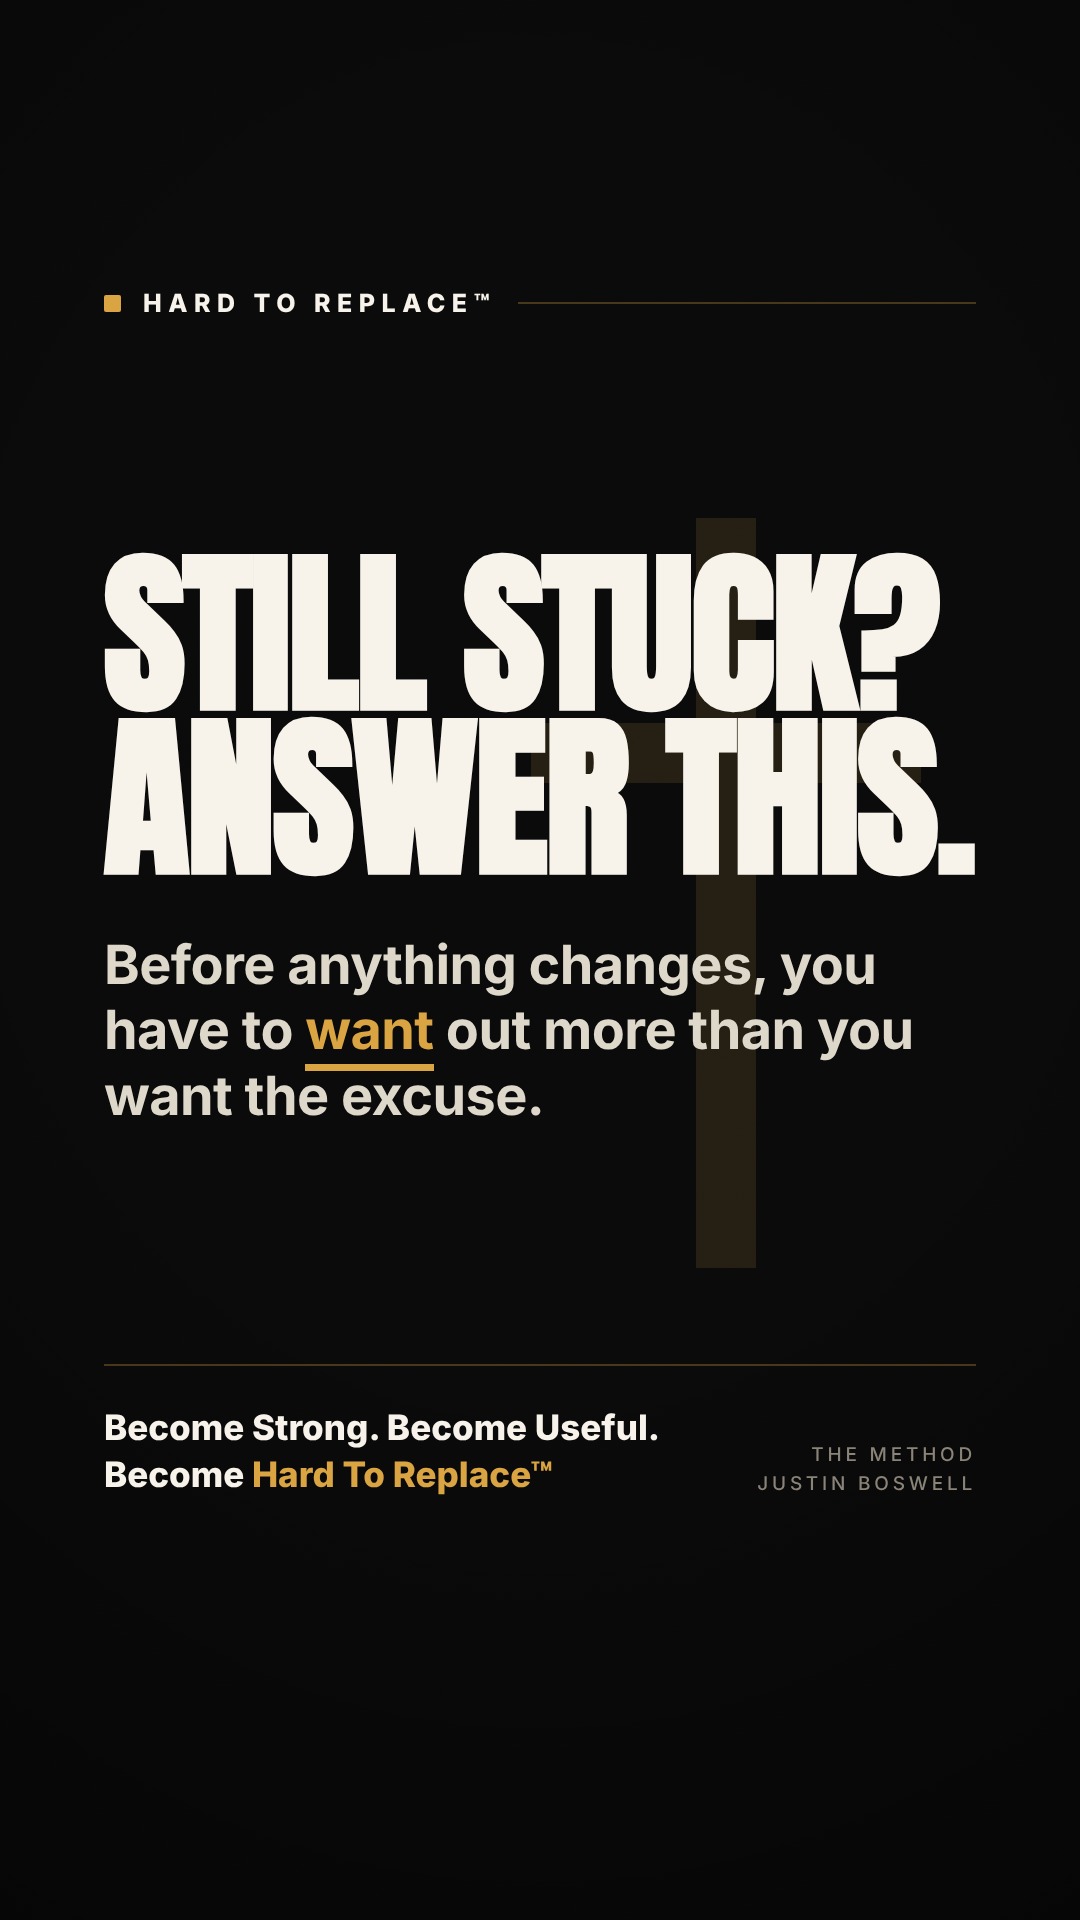 HARD TO REPLACE™
STILL STUCK?
ANSWER THIS.
Before anything changes, you
have to want out more than you
want the excuse.
Become Strong. Become Useful.
Become Hard To Replace™
THE METHOD
JUSTIN BOSWELL